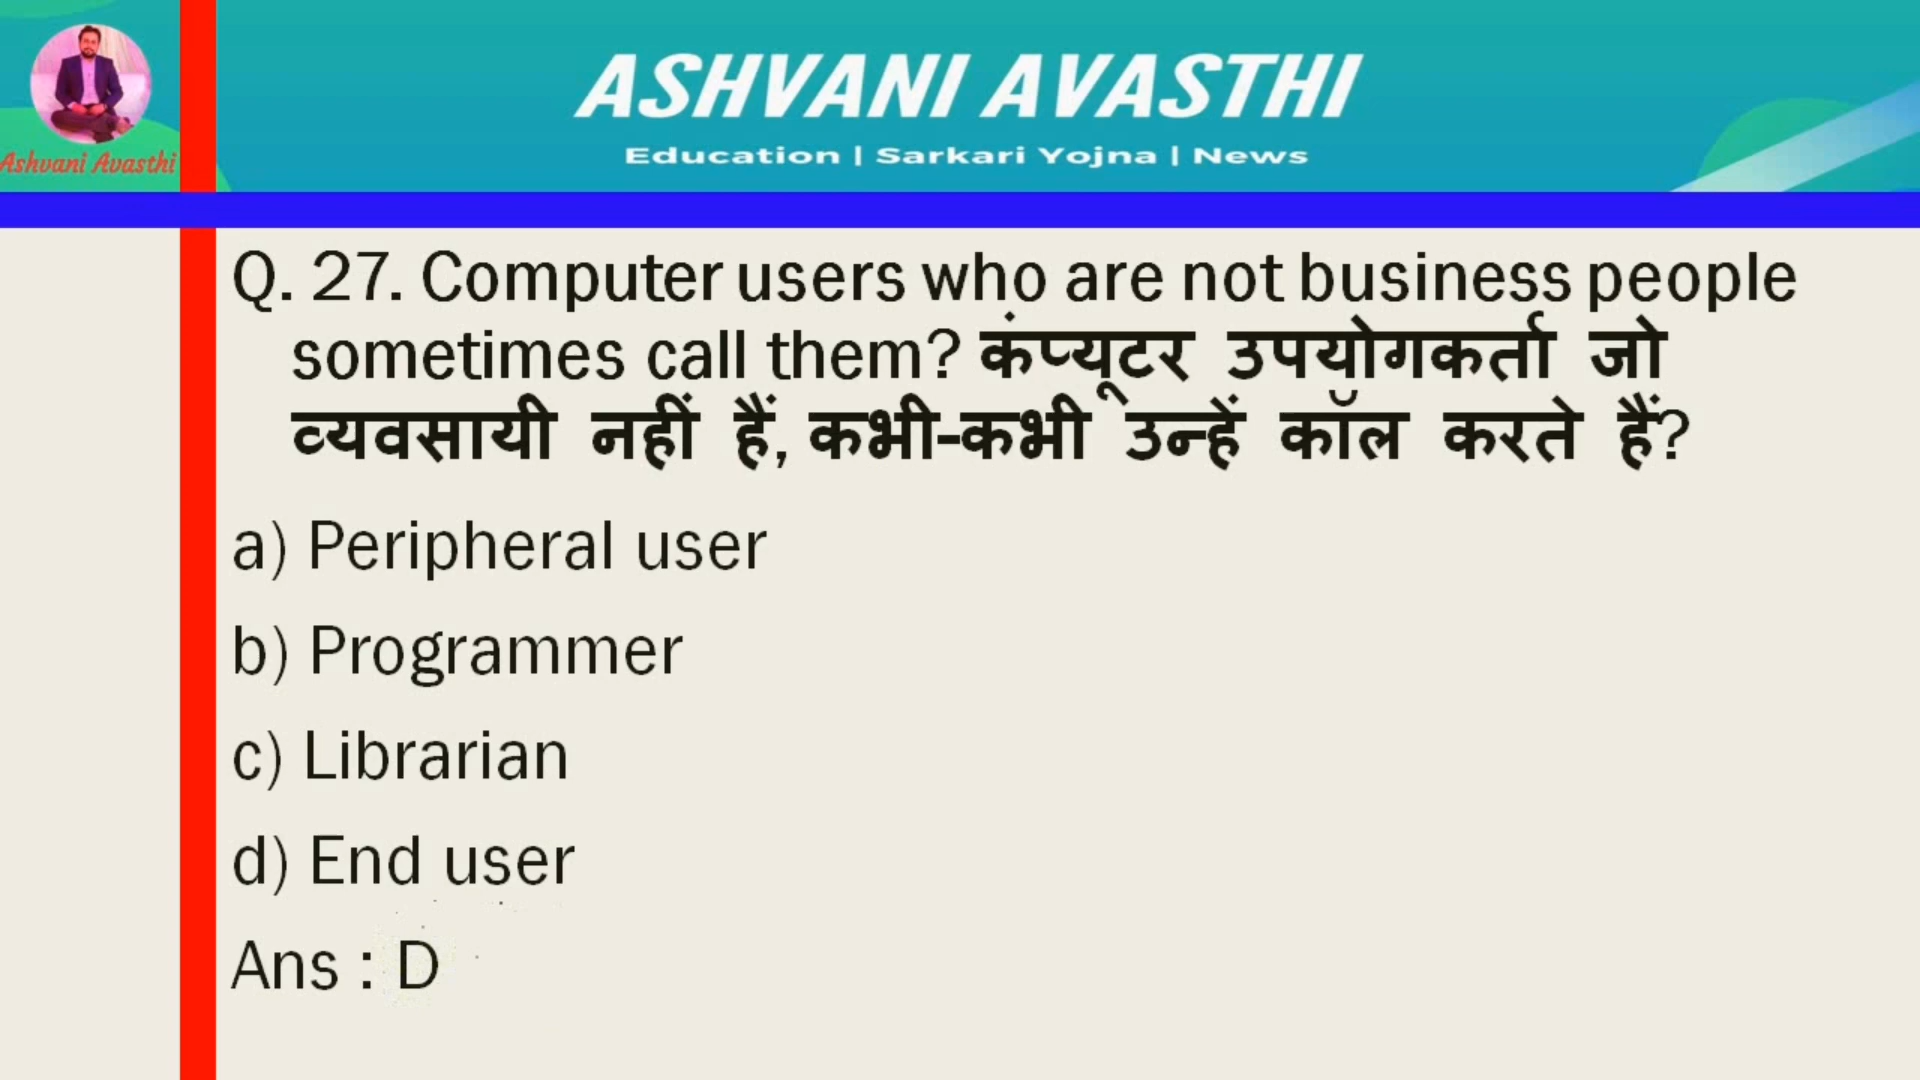 Ashvani Avasthi
ASHVANI AVASTHI
Education | Sarkari Yojna | News
Q. 27. Computer users who are not business people
sometimes call them? कंप्यूटर उपयोगकर्ता जो
व्यवसायी नहीं हैं, कभी-कभी उन्हें कॉल करते हैं?
a) Peripheral user
b) Programmer
c) Librarian
d) End user
Ans : D